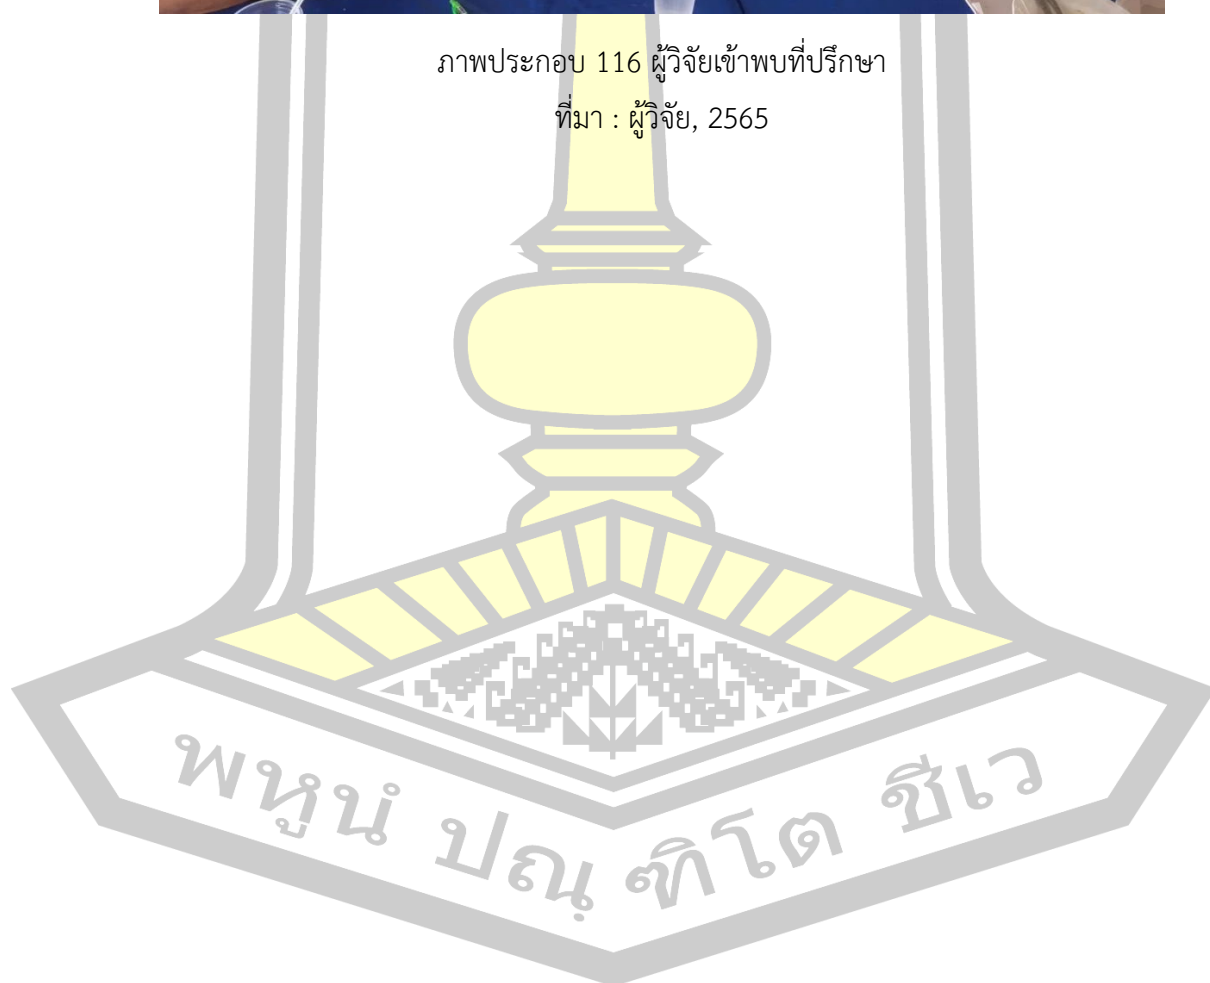 ภาพประกอบ 116 ผู้วิจัยเข้าพบที่ปรึกษา
ที่มา : ผู้วิจัย, 2565
พหูนํ ปณฺ ฑิโต ชีเว